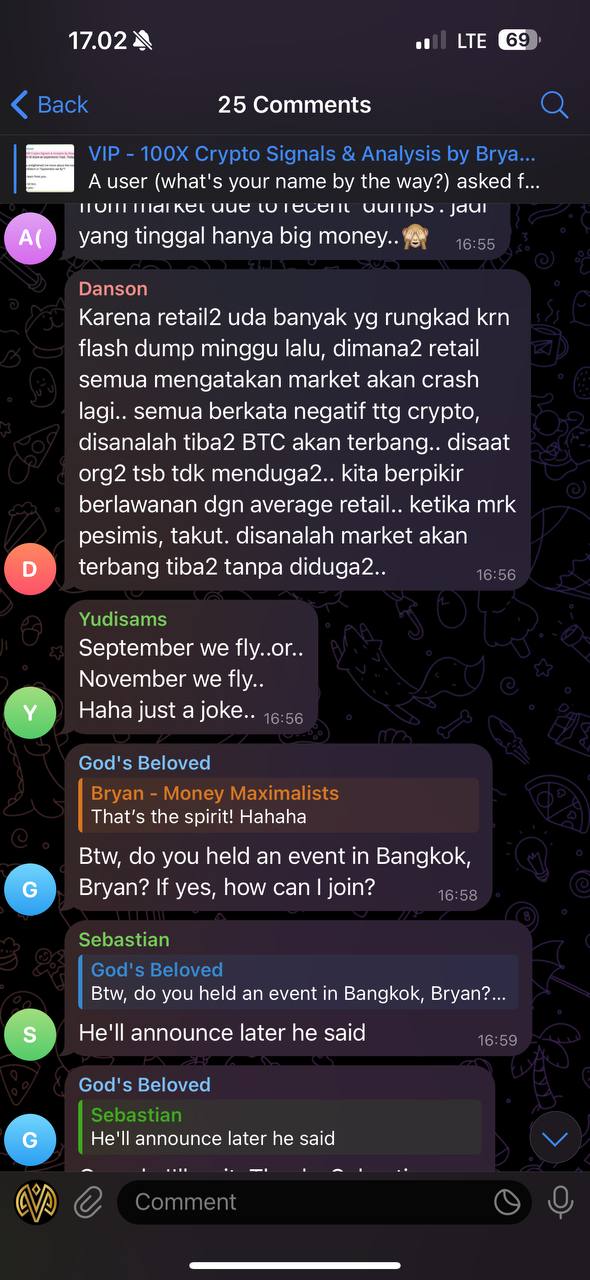 17.02
LTE
69
Back
25 Comments
VIP - 100X Crypto Signals & Analysis by Brya...
A user (what's your name by the way?) asked f...
from market due to recent "dumps". jadi
yang tinggal hanya big money..🙈
16:55
A(
Danson
Karena retail2 uda banyak yg rungkad krn
flash dump minggu lalu, dimana2 retail
semua mengatakan market akan crash
lagi.. semua berkata negatif ttg crypto,
disanalah tiba2 BTC akan terbang.. disaat
org2 tsb tdk menduga2.. kita berpikir
berlawanan dgn average retail.. ketika mrk
pesimis, takut. disanalah market akan
terbang tiba2 tanpa diduga2..
16:56
D
Yudisams
September we fly..or..
November we fly..
Haha just a joke..
16:56
Y
God's Beloved
Bryan - Money Maximalists
That's the spirit! Hahaha
Btw, do you held an event in Bangkok,
Bryan? If yes, how can I join?
16:58
G
Sebastian
God's Beloved
Btw, do you held an event in Bangkok, Bryan?...
He'll announce later he said
16:59
S
God's Beloved
Sebastian
He'll announce later he said
G
Comment